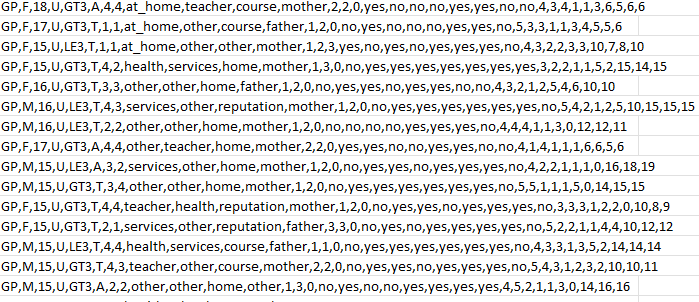 GP,F,18,U,GT3,A,4,4,at_home,teacher,course,mother,2,2,0,yes,no,no,no,yes,yes,no,no,4,3,4,1,1,3,6,5,6,6
GP,F,17,U,GT3,T,1,1,at_home,other,course,father,1,2,0,no,yes,no,no,no,yes,yes,no,5,3,3,1,1,3,4,5,5,6
GP,F,15,U,LE3,T,1,1,at_home,other,other,mother,1,2,3,yes,no,yes,no,yes,yes,yes,no,4,3,2,2,3,3,10,7,8,10
GP,F,15,U,GT3,T,4,2,health,services,home,mother,1,3,0,no,yes,yes,yes,yes,yes,yes,yes,3,2,2,1,1,5,2,15,14,15
GP,F,16,U,GT3,T,3,3,other,other,home,father,1,2,0,no,yes,yes,no,yes,yes,no,no,4,3,2,1,2,5,4,6,10,10
GP,M,16,U,LE3,T,4,3,services,other,reputation,mother,1,2,0,no,yes,yes,yes,yes,yes,yes,no,5,4,2,1,2,5,10,15,15,15
GP,M,16,U,LE3,T,2,2,other,other,home,mother,1,2,0,no,no,no,no,yes,yes,yes,no,4,4,4,1,1,3,0,12,12,11
GP,F,17,U,GT3,A,4,4,other,teacher,home,mother,2,2,0,yes,yes,no,no,yes,yes,no,no,4,1,4,1,1,1,6,6,5,6
GP,M,15,U,LE3,A,3,2,services,other,home,mother,1,2,0,no,yes,yes,no,yes,yes,yes,no,4,2,2,1,1,1,0,16,18,19
GP,M,15,U,GT3,T,3,4,other,other,home,mother,1,2,0,no,yes,yes,yes,yes,yes,yes,no,5,5,1,1,1,5,0,14,15,15
GP,F,15,U,GT3,T,4,4,teacher,health,reputation,mother,1,2,0,no,yes,yes,no,yes,yes,yes,no,3,3,3,1,2,2,0,10,8,9
GP,F,15,U,GT3,T,2,1,services,other,reputation,father,3,3,0,no,yes,no,yes,yes,yes,yes,no,5,2,2,1,1,4,4,10,12,12
GP,M,15,U,LE3,T,4,4,health,services,course,father,1,1,0,no,yes,yes,yes,yes,yes,yes,no,4,3,3,1,3,5,2,14,14,14
GP,M,15,U,GT3,T,4,3,teacher,other,course,mother,2,2,0,no,yes,yes,no,yes,yes,yes,no,5,4,3,1,2,3,2,10,10,11
GP,M,15,U,GT3,A,2,2,other,other,home,other,1,3,0,no,yes,no,no,yes,yes,yes,yes,4,5,2,1,1,3,0,14,16,16